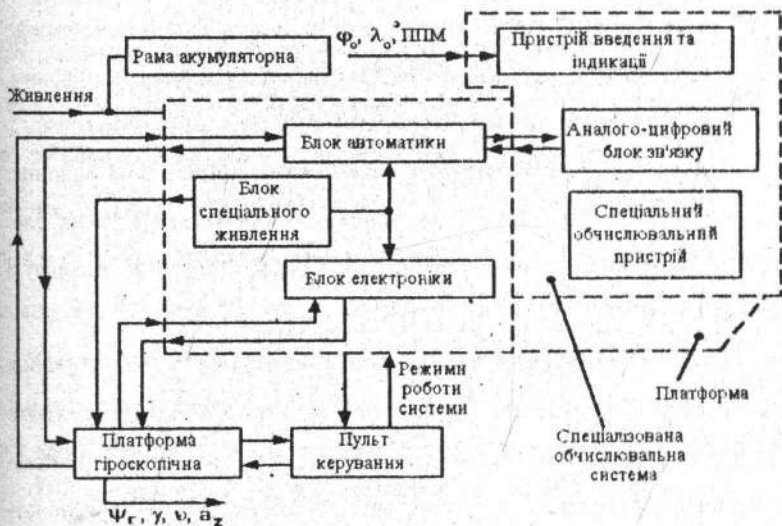 Рама акумуляторна
φ₀, λ₀, ППМ
Пристрій введення та
індикації
Живлення
Блок автоматики
Аналого-цифровий
блок зв'язку
Блок
спеціального
живлення
Спеціальний
обчислювальний
пристрій
Блок електроніки
Режими
роботи
системи
Платформа
Платформа
гіроскопічна
Пульт
керування
Спеціалізована
обчислювальна
система
Ψг, γ, υ, az